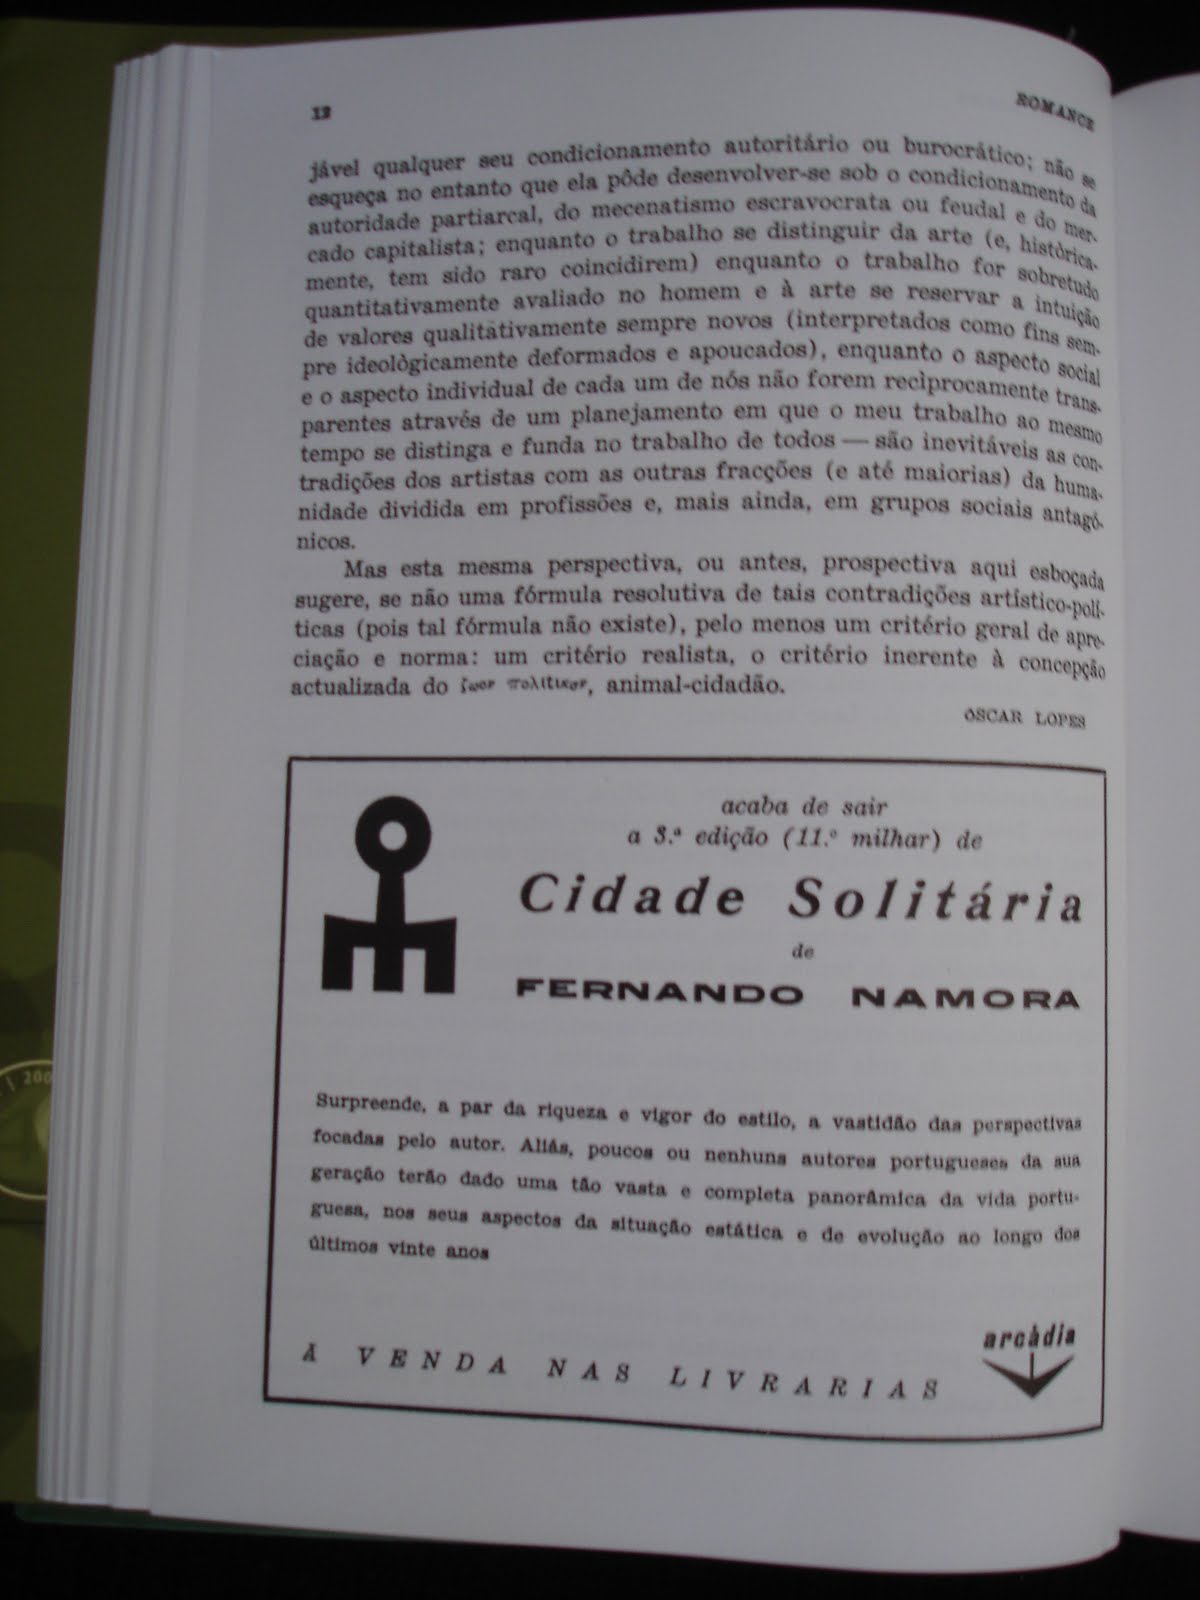 12
ROMANCE
jável qualquer seu condicionamento autoritário ou burocrático; não se
esqueça no entanto que ela pôde desenvolver-se sob o condicionamento da
autoridade partiarcal, do mecenatismo escravocrata ou feudal e do mer-
cado capitalista; enquanto o trabalho se distinguir da arte (e, històrica-
mente, tem sido raro coincidirem) enquanto o trabalho for sobretudo
quantitativamente avaliado no homem e à arte se reservar a intuição
de valores qualitativamente sempre novos (interpretados como fins sem-
pre ideològicamente deformados e apoucados), enquanto o aspecto social
e o aspecto individual de cada um de nós não forem reciprocamente trans-
parentes através de um planejamento em que o meu trabalho ao mesmo
tempo se distinga e funda no trabalho de todos — são inevitáveis as con-
tradições dos artistas com as outras fracções (e até maiorias) da huma-
nidade dividida em profissões e, mais ainda, em grupos sociais antagó-
nicos.
Mas esta mesma perspectiva, ou antes, prospectiva aqui esboçada
sugere, se não uma fórmula resolutiva de tais contradições artístico-polí-
ticas (pois tal fórmula não existe), pelo menos um critério geral de apre-
ciação e norma: um critério realista, o critério inerente à concepção
actualizada do ζωον πολιτικον, animal-cidadão.
ÓSCAR LOPES
acaba de sair
a 3.ª edição (11.º milhar) de
Cidade Solitária
de
FERNANDO NAMORA
Surpreende, a par da riqueza e vigor do estilo, a vastidão das perspectivas
focadas pelo autor. Aliás, poucos ou nenhuns autores portugueses da sua
geração terão dado uma tão vasta e completa panorâmica da vida portu-
guesa, nos seus aspectos da situação estática e de evolução ao longo dos
últimos vinte anos
arcàdia
À VENDA NAS LIVRARIAS